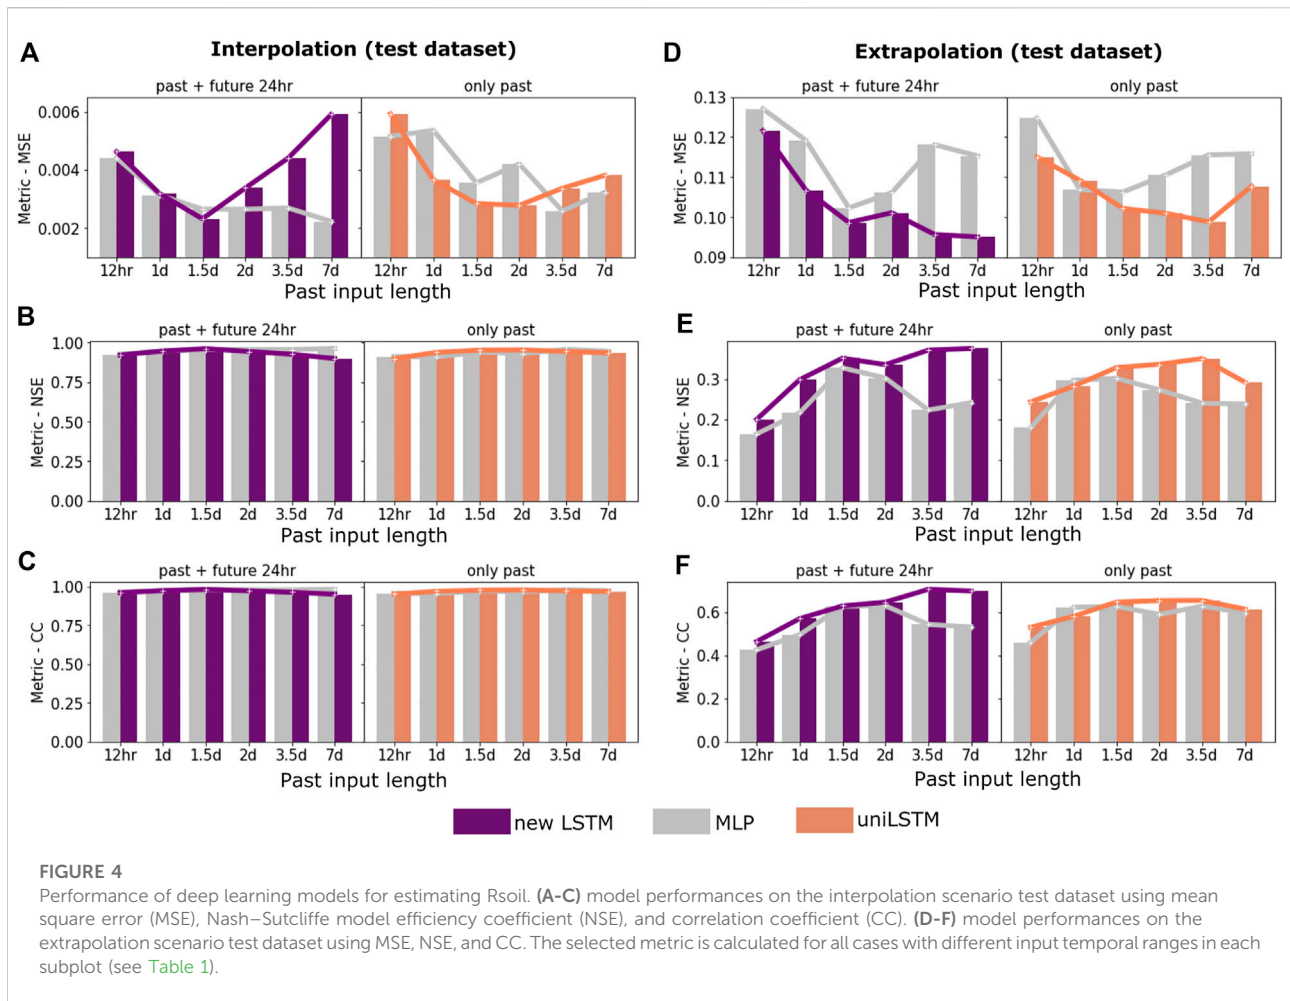 A
Interpolation (test dataset)
past + future 24hr
only past
Metric - MSE
0.006
0.004
0.002
12hr 1d 1.5d 2d 3.5d 7d
12hr 1d 1.5d 2d 3.5d 7d
Past input length
B
past + future 24hr
only past
Metric - NSE
1.00
0.75
0.50
0.25
0.00
12hr 1d 1.5d 2d 3.5d 7d
12hr 1d 1.5d 2d 3.5d 7d
Past input length
C
past + future 24hr
only past
Metric - CC
1.00
0.75
0.50
0.25
0.00
12hr 1d 1.5d 2d 3.5d 7d
12hr 1d 1.5d 2d 3.5d 7d
Past input length
D
Extrapolation (test dataset)
past + future 24hr
only past
Metric - MSE
0.13
0.12
0.11
0.10
0.09
12hr 1d 1.5d 2d 3.5d 7d
12hr 1d 1.5d 2d 3.5d 7d
Past input length
E
past + future 24hr
only past
Metric - NSE
0.3
0.2
0.1
0.0
12hr 1d 1.5d 2d 3.5d 7d
12hr 1d 1.5d 2d 3.5d 7d
Past input length
F
past + future 24hr
only past
Metric - CC
0.6
0.4
0.2
0.0
12hr 1d 1.5d 2d 3.5d 7d
12hr 1d 1.5d 2d 3.5d 7d
Past input length
new LSTM MLP uniLSTM
FIGURE 4
Performance of deep learning models for estimating Rsoil. (A-C) model performances on the interpolation scenario test dataset using mean
square error (MSE), Nash–Sutcliffe model efficiency coefficient (NSE), and correlation coefficient (CC). (D-F) model performances on the
extrapolation scenario test dataset using MSE, NSE, and CC. The selected metric is calculated for all cases with different input temporal ranges in each
subplot (see Table 1).